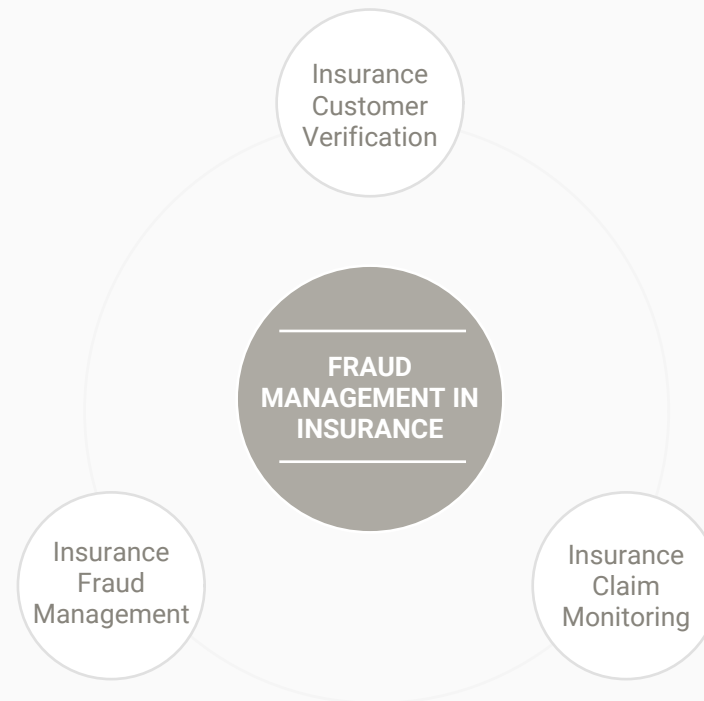 Insurance
Customer
Verification
FRAUD
MANAGEMENT IN
INSURANCE
Insurance
Fraud
Management
Insurance
Claim
Monitoring